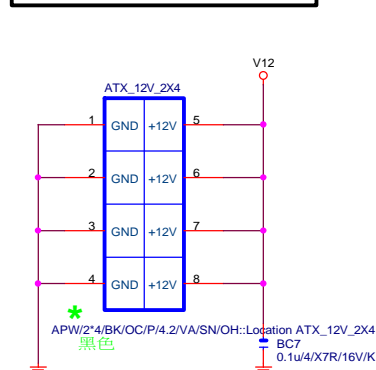 V12
ATX_12V_2X4
1 GND +12V 5
2 GND +12V 6
3 GND +12V 7
4 GND +12V 8
*
APW/2*4/BK/OC/P/4.2/VA/SN/OH::Location ATX_12V_2X4
黑色
BC7
0.1u/4/X7R/16V/K